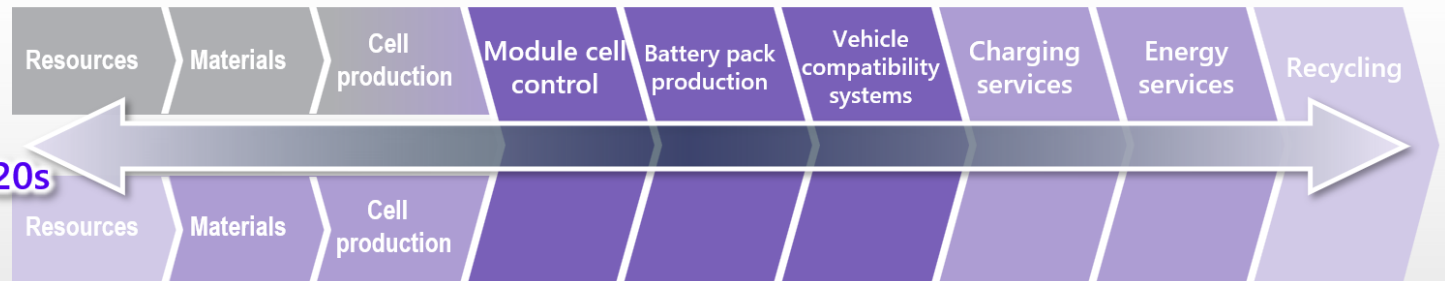 Resources
Materials
Cell
production
Module cell
control
Battery pack
production
Vehicle
compatibility
systems
Charging
services
Energy
services
Recycling
20s
Resources
Materials
Cell
production